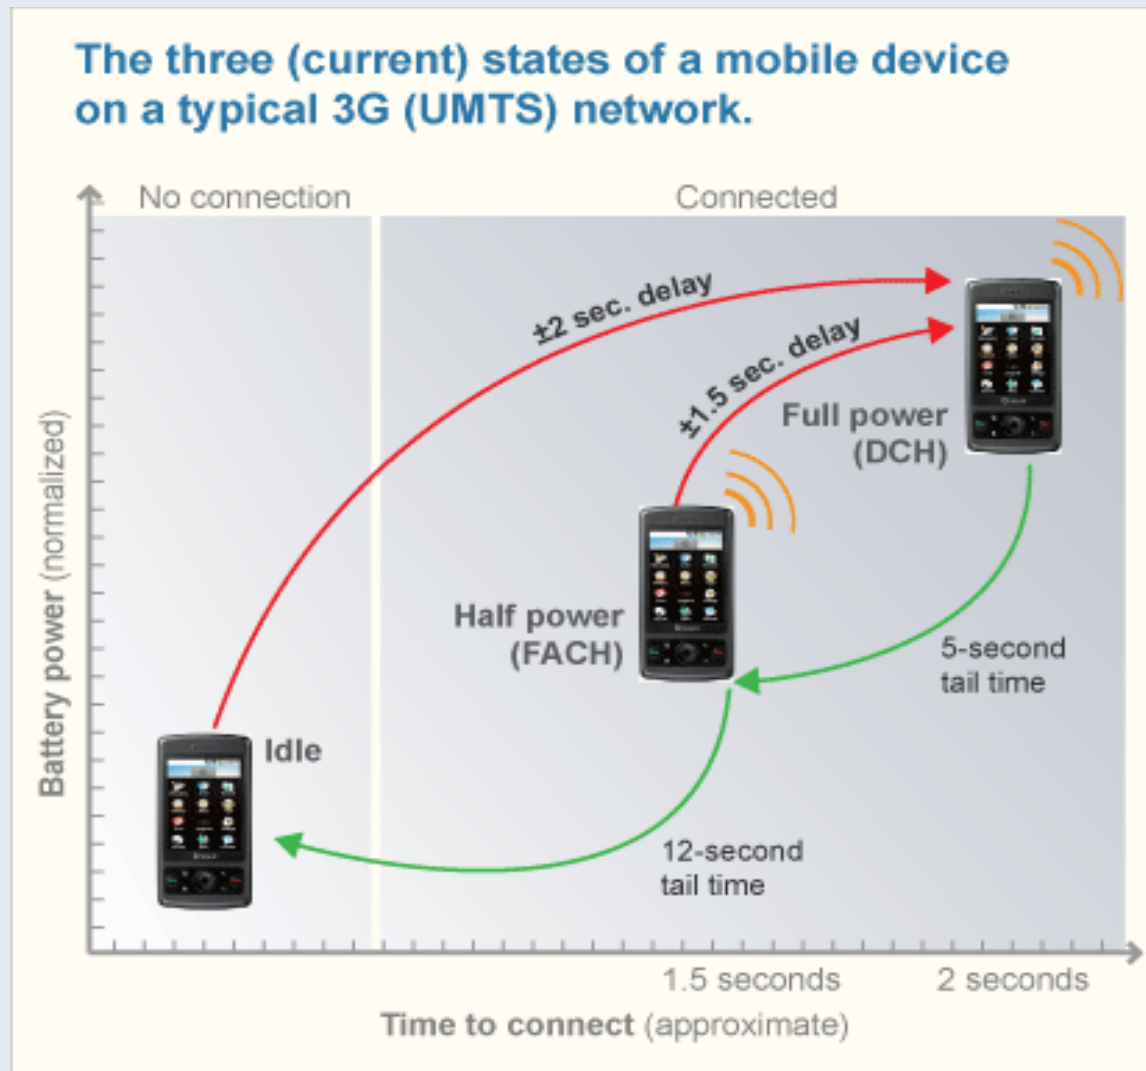 The three (current) states of a mobile device
on a typical 3G (UMTS) network.
No connection
Connected
±2 sec. delay
±1.5 sec. delay
Full power
(DCH)
Half power
(FACH)
5-second
tail time
Idle
12-second
tail time
Battery power (normalized)
1.5 seconds
2 seconds
Time to connect (approximate)